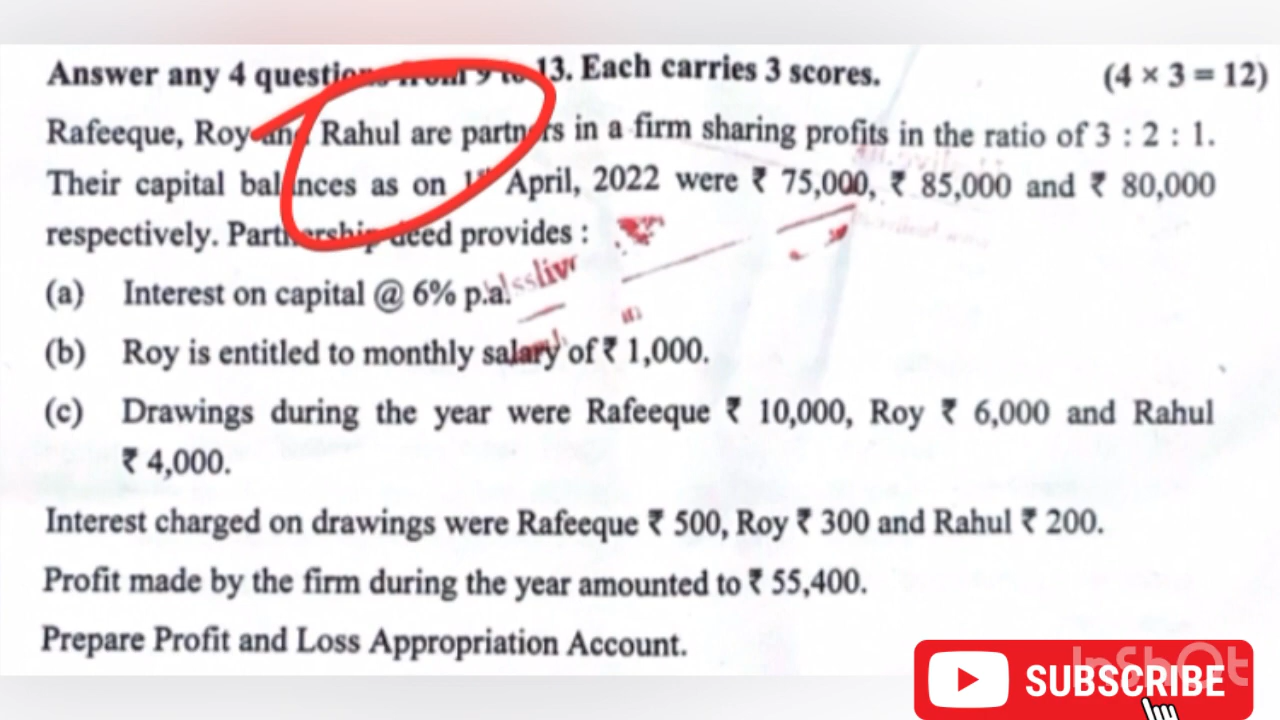 Answer any 4 questions from 9 to 13. Each carries 3 scores. (4 × 3 = 12)
Rafeeque, Roy and Rahul are partners in a firm sharing profits in the ratio of 3 : 2 : 1.
Their capital balances as on 1st April, 2022 were ₹ 75,000, ₹ 85,000 and ₹ 80,000
respectively. Partnership deed provides :
(a) Interest on capital @ 6% p.a.
(b) Roy is entitled to monthly salary of ₹ 1,000.
(c) Drawings during the year were Rafeeque ₹ 10,000, Roy ₹ 6,000 and Rahul
₹ 4,000.
Interest charged on drawings were Rafeeque ₹ 500, Roy ₹ 300 and Rahul ₹ 200.
Profit made by the firm during the year amounted to ₹ 55,400.
Prepare Profit and Loss Appropriation Account.
InShOt
SUBSCRIBE